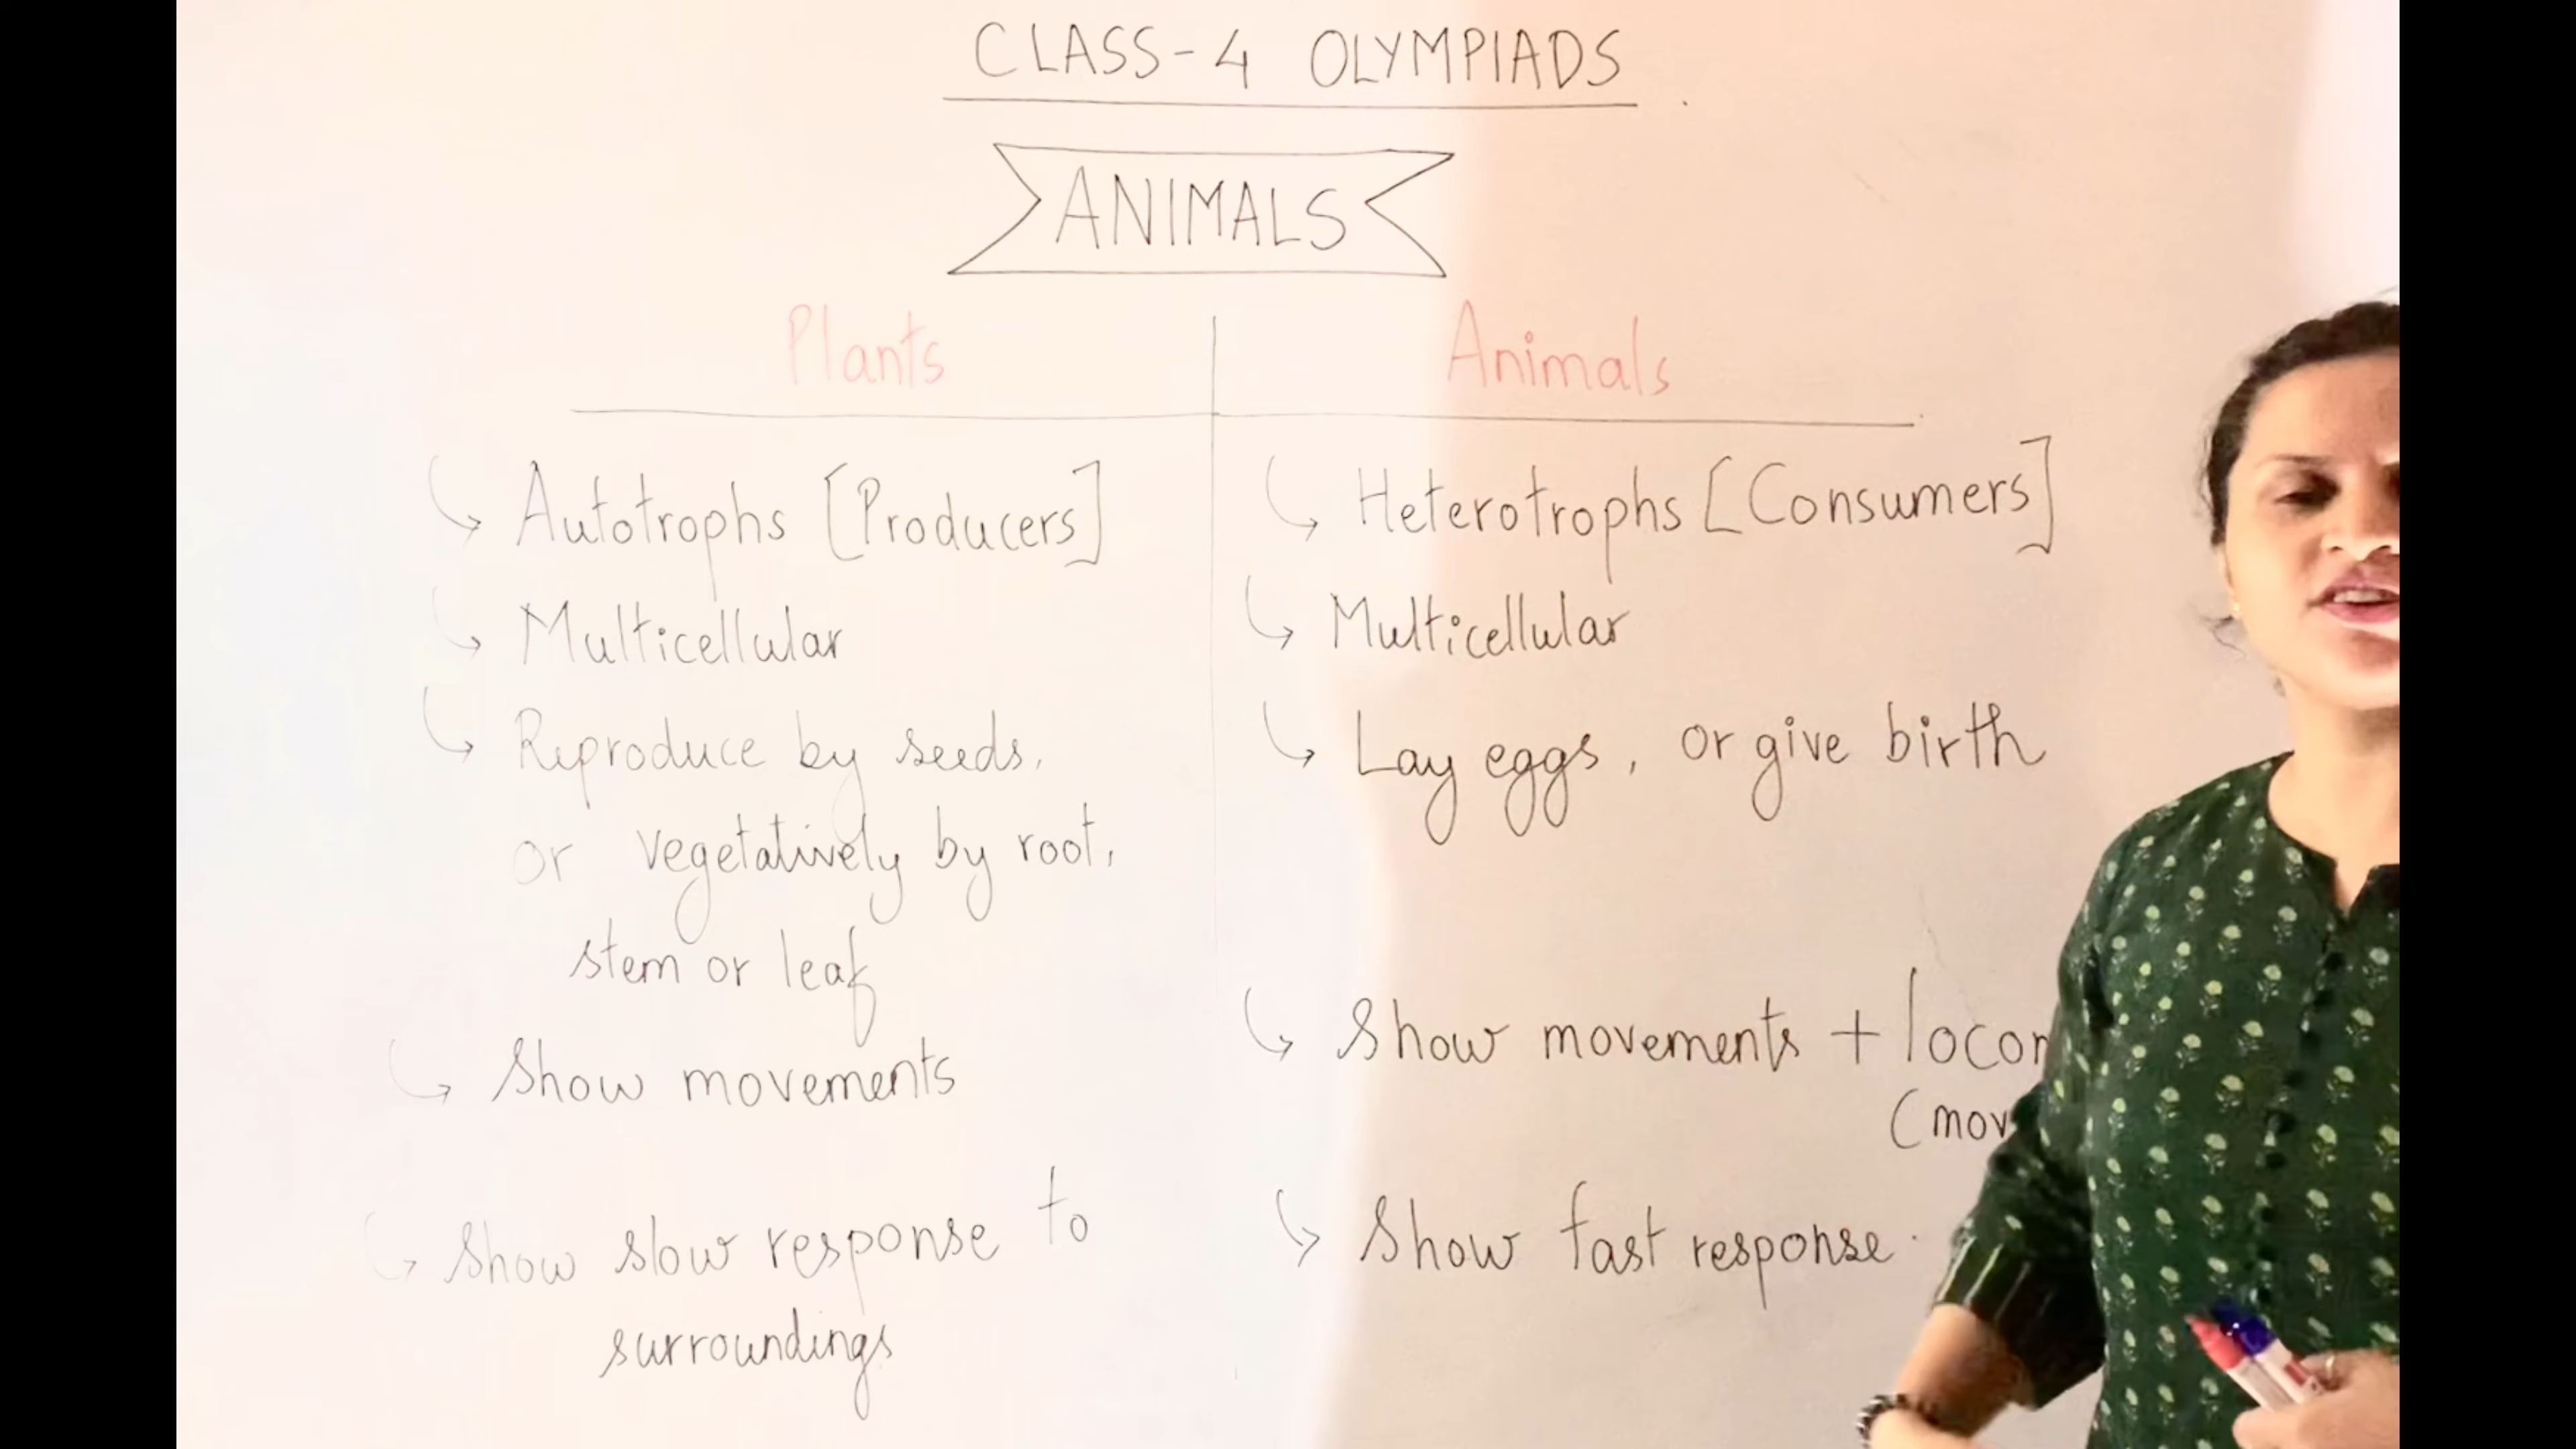 CLASS-4 OLYMPIADS
ANIMALS
Plants
Animals
Autotrophs [Producers]
Heterotrophs [Consumers]
Multicellular
Multicellular
Reproduce by seeds,
or vegetatively by root,
stem or leaf
Lay eggs, or give birth
Show movements
Show movements +
Show slow response to
surroundings
Show fast response.